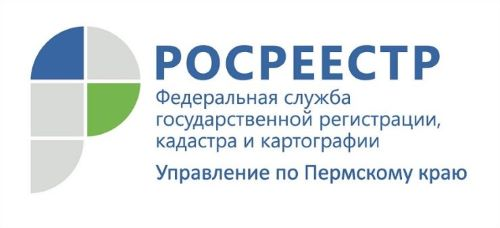 РОСРЕЕСТР
Федеральная служба
государственной регистрации,
кадастра и картографии
Управление по Пермскому краю